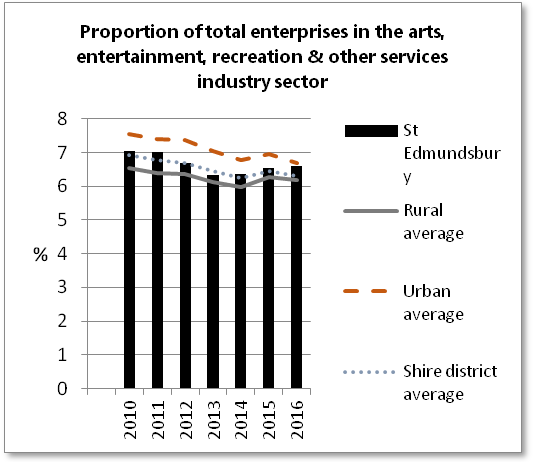 Proportion of total enterprises in the arts,
entertainment, recreation & other services
industry sector
8
7
6
5
4
3
2
1
0
%
2010
2011
2012
2013
2014
2015
2016
St
Edmundsbur
y
Rural
average
Urban
average
Shire district
average